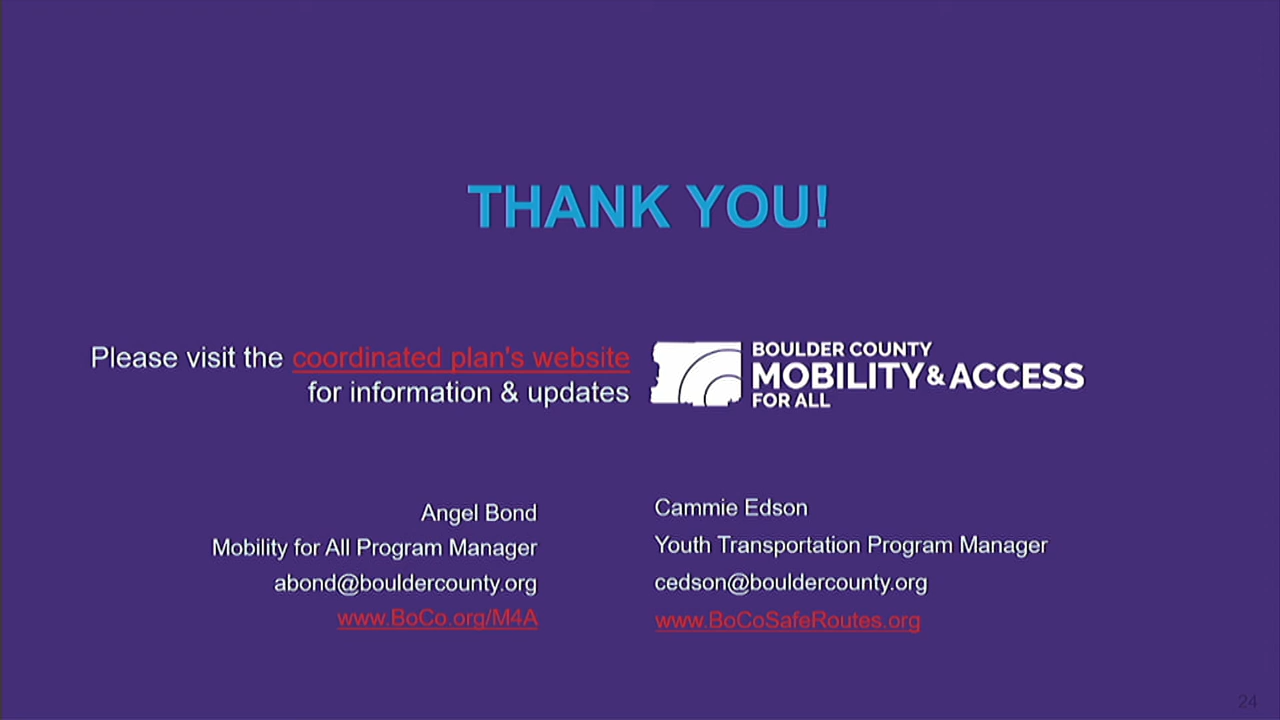 THANK YOU!
Please visit the coordinated plan's website
for information & updates
BOULDER COUNTY
MOBILITY & ACCESS
FOR ALL
Angel Bond
Mobility for All Program Manager
abond@bouldercounty.org
www.BoCo.org/M4A
Cammie Edson
Youth Transportation Program Manager
cedson@bouldercounty.org
www.BoCoSafeRoutes.org
24